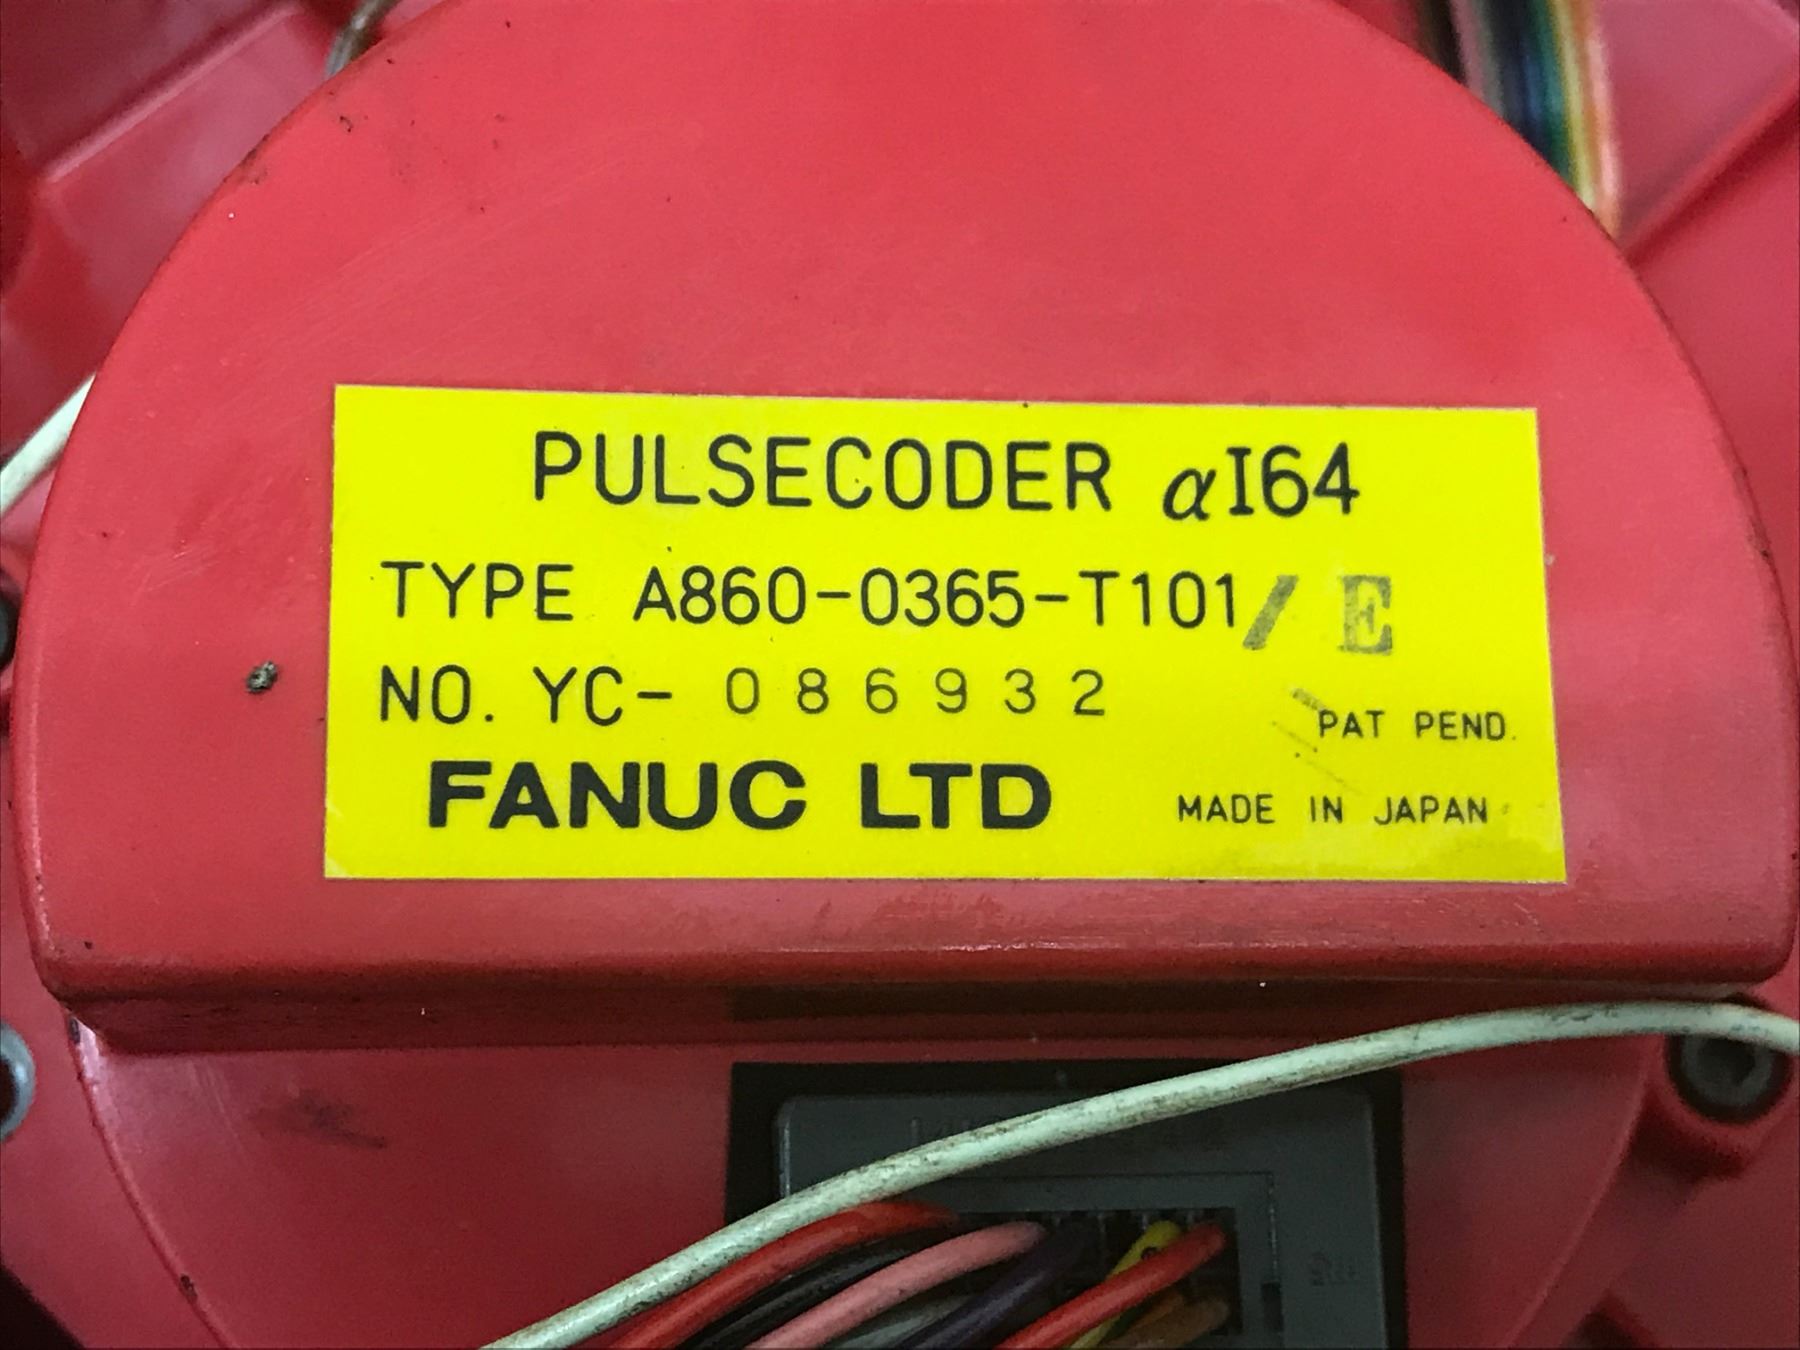 PULSECODER αI64
TYPE A860-0365-T101/ E
NO. YC- 086932
PAT PEND.
FANUC LTD
MADE IN JAPAN